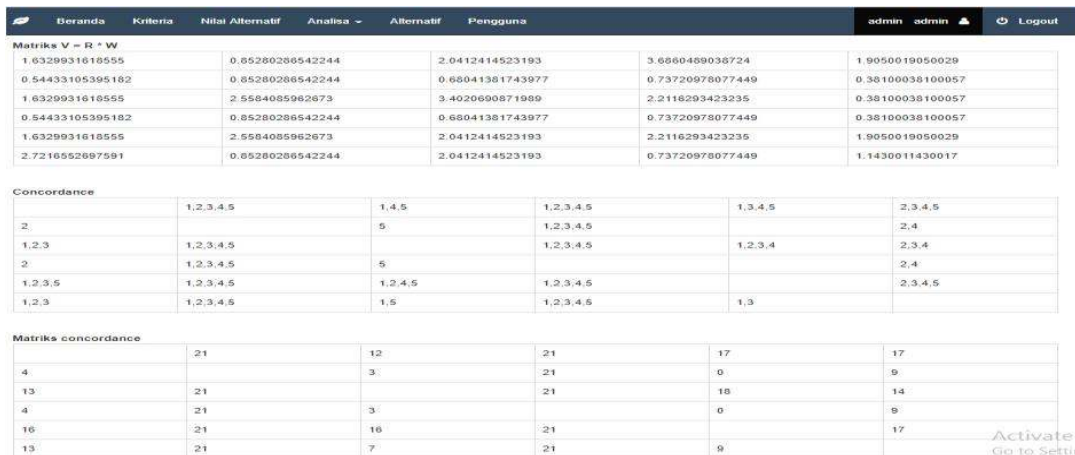 Beranda Kriteria Nilai Alternatif Analisa Alternatif Pengguna admin admin Logout
Matriks V = R * W
1.6329931618555 0.85280286542244 2.0412414523193 3.6860489038724 1.9050019050029
0.54433105395182 0.85280286542244 0.68041381743977 0.73720978077449 0.38100038100057
1.6329931618555 2.5584085962673 3.4020690871989 2.2116293423235 0.38100038100057
0.54433105395182 0.85280286542244 0.68041381743977 0.73720978077449 0.38100038100057
1.6329931618555 2.5584085962673 2.0412414523193 2.2116293423235 1.9050019050029
2.7216552697591 0.85280286542244 2.0412414523193 0.73720978077449 1.1430011430017
Concordance
1,2,3,4,5 1,4,5 1,2,3,4,5 1,3,4,5 2,3,4,5
2 5 1,2,3,4,5 2,4
1,2,3 1,2,3,4,5 1,2,3,4,5 1,2,3,4 2,3,4
2 1,2,3,4,5 5 2,4
1,2,3,5 1,2,3,4,5 1,2,4,5 1,2,3,4,5 2,3,4,5
1,2,3 1,2,3,4,5 1,5 1,2,3,4,5 1,3
Matriks concordance
21 12 21 17 17
4 3 21 0 9
13 21 21 18 14
4 21 3 0 9
16 21 16 21 17
13 21 7 21 9
Activate
Go to Setti